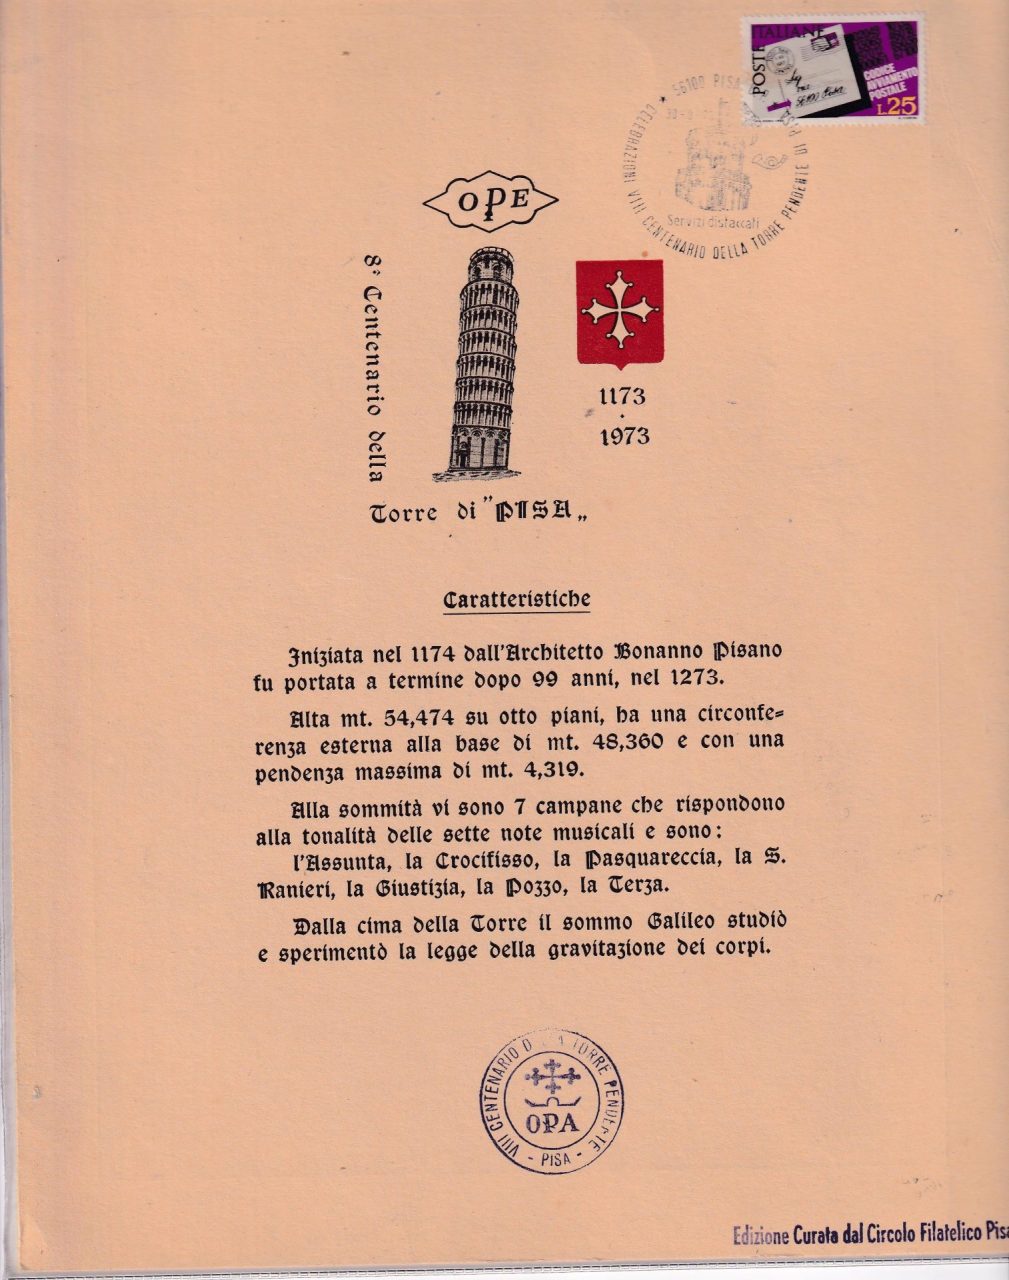 POSTE ITALIANE
CODICE
AVVIAMENTO
POSTALE
L.25
56100 Pisa
56100 PISA
CELEBRAZIONI VIII CENTENARIO DELLA TORRE PENDENTE DI PISA
Servizi distaccati
OPE
8° Centenario della
Torre di "PISA„
1173
·
1973
Caratteristiche
Iniziata nel 1174 dall'Architetto Bonanno Pisano
fu portata a termine dopo 99 anni, nel 1273.
Alta mt. 54,474 su otto piani, ha una circonfe=
renza esterna alla base di mt. 48,360 e con una
pendenza massima di mt. 4,319.
Alla sommità vi sono 7 campane che rispondono
alla tonalità delle sette note musicali e sono:
l'Assunta, la Crocifisso, la Pasquareccia, la S.
Ranieri, la Giustizia, la Pozzo, la Terza.
Dalla cima della Torre il sommo Galileo studiò
e sperimentò la legge della gravitazione dei corpi.
VIII CENTENARIO DELLA TORRE PENDENTE
- PISA -
OPA
Edizione Curata dal Circolo Filatelico Pisa